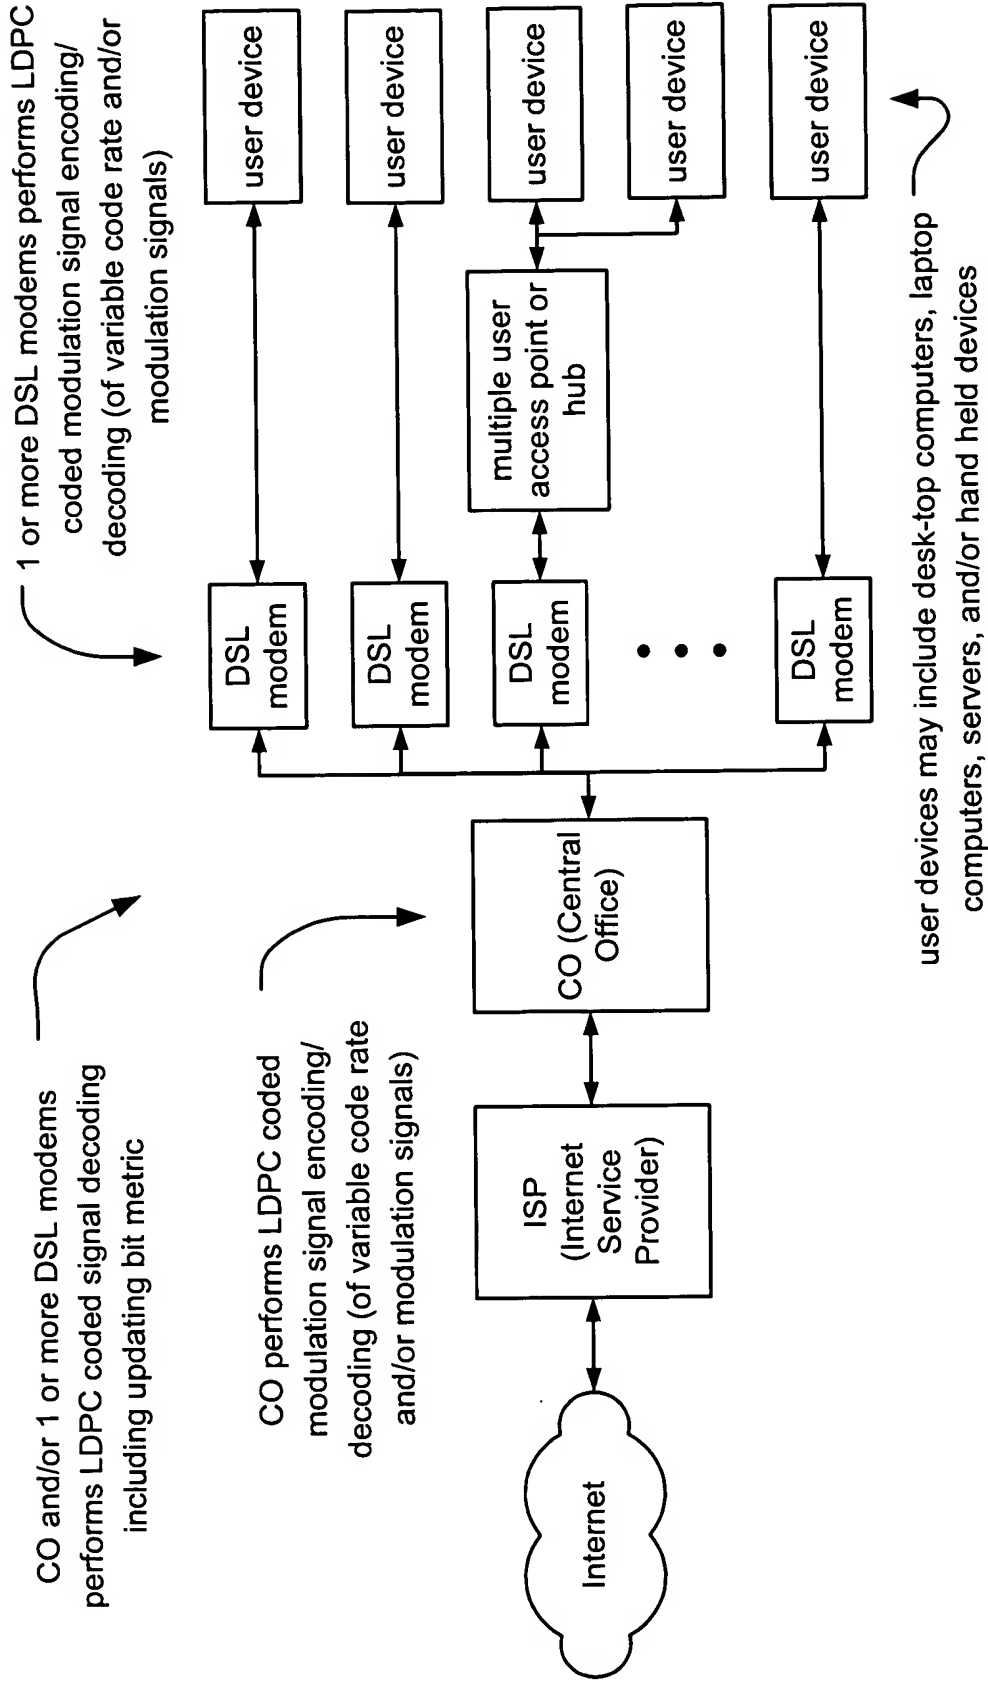 1 or more DSL modems performs LDPC
coded modulation signal encoding/
decoding (of variable code rate and/or
modulation signals)
CO and/or 1 or more DSL modems
performs LDPC coded signal decoding
including updating bit metric
CO performs LDPC coded
modulation signal encoding/
decoding (of variable code rate
and/or modulation signals)
Internet
ISP
(Internet
Service
Provider)
CO (Central
Office)
DSL
modem
user device
DSL
modem
user device
DSL
modem
multiple user
access point or
hub
user device
user device
DSL
modem
user device
user devices may include desk-top computers, laptop
computers, servers, and/or hand held devices